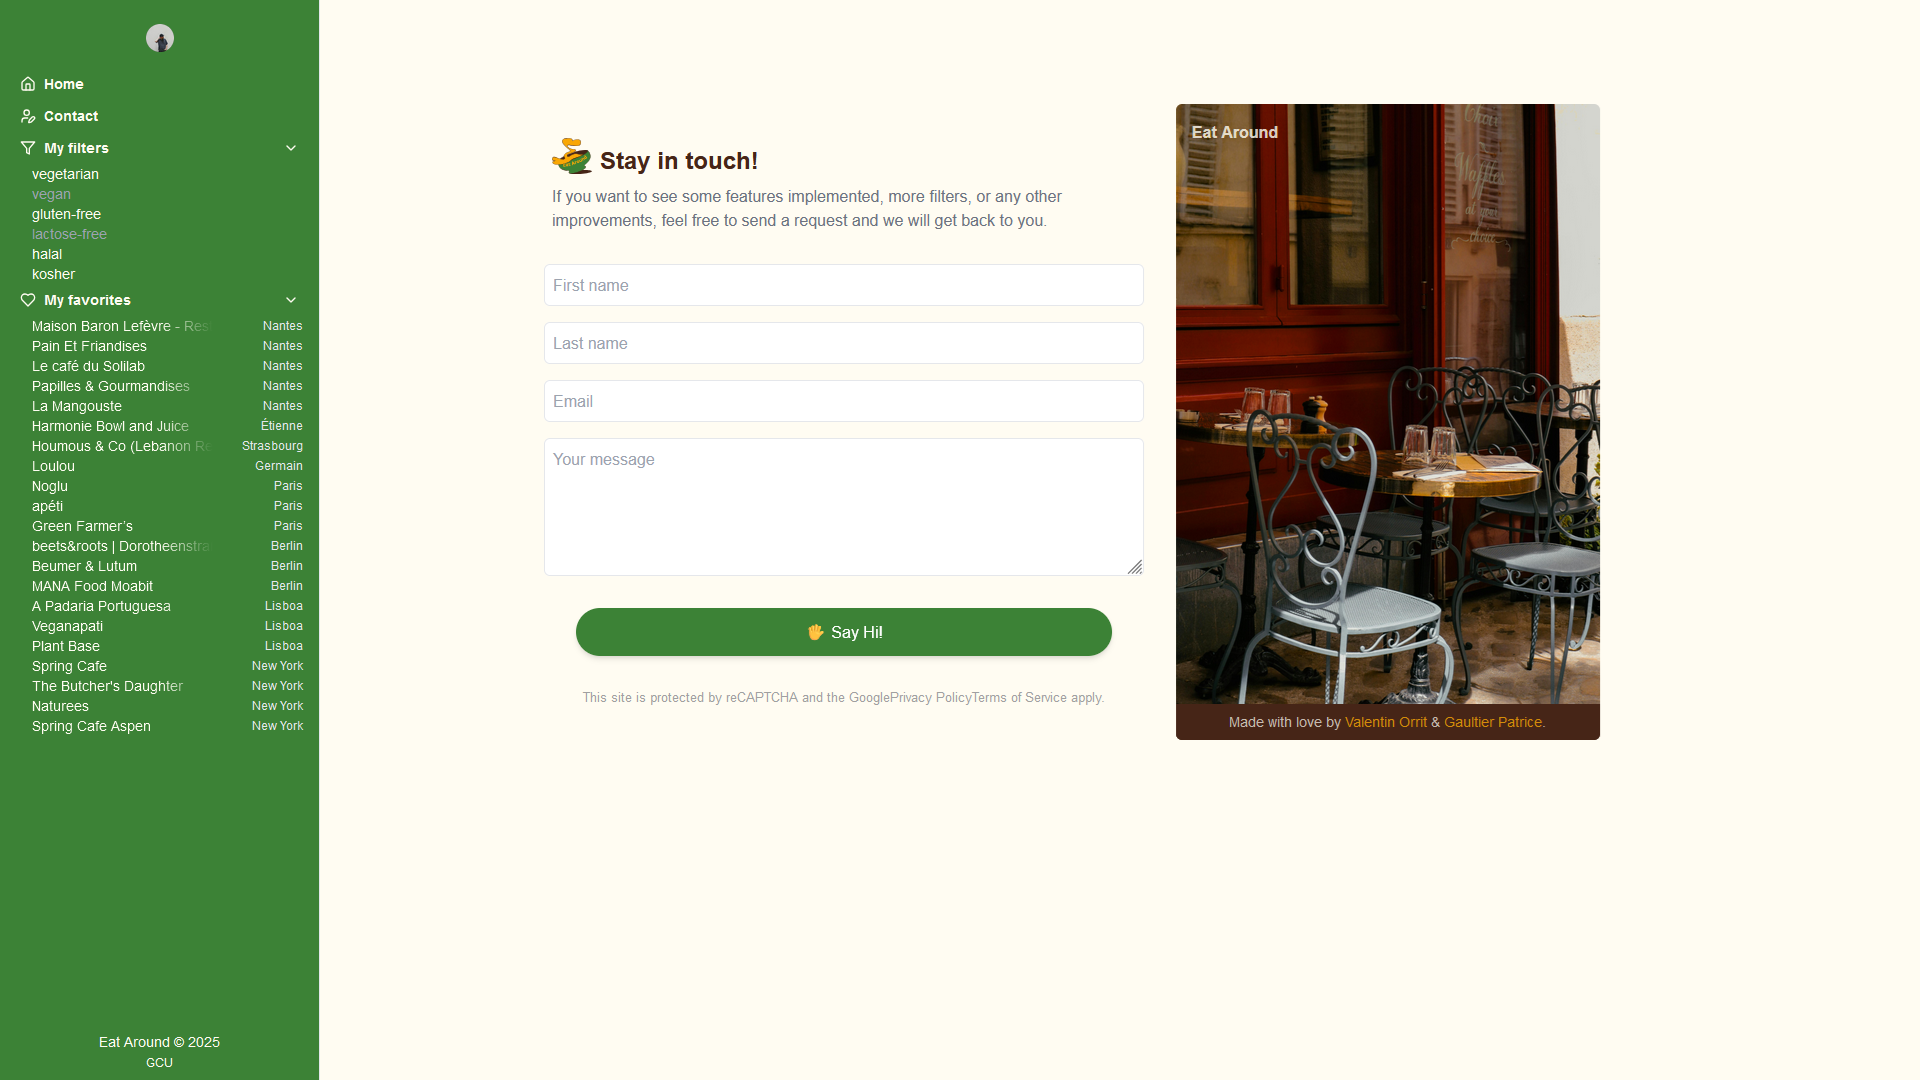 Home
Contact
My filters
vegetarian
vegan
gluten-free
lactose-free
halal
kosher
My favorites
Maison Baron Lefèvre - Res Nantes
Pain Et Friandises Nantes
Le café du Solilab Nantes
Papilles & Gourmandises Nantes
La Mangouste Nantes
Harmonie Bowl and Juice Étienne
Houmous & Co (Lebanon Re Strasbourg
Loulou Germain
Noglu Paris
apéti Paris
Green Farmer’s Paris
beets&roots | Dorotheenstra Berlin
Beumer & Lutum Berlin
MANA Food Moabit Berlin
A Padaria Portuguesa Lisboa
Veganapati Lisboa
Plant Base Lisboa
Spring Cafe New York
The Butcher's Daughter New York
Naturees New York
Spring Cafe Aspen New York
Eat Around © 2025
GCU
Stay in touch!
If you want to see some features implemented, more filters, or any other
improvements, feel free to send a request and we will get back to you.
First name
Last name
Email
Your message
Say Hi!
This site is protected by reCAPTCHA and the GooglePrivacy PolicyTerms of Service apply.
Eat Around
Choix
Waffles
at your
choice
Made with love by Valentin Orrit & Gaultier Patrice.